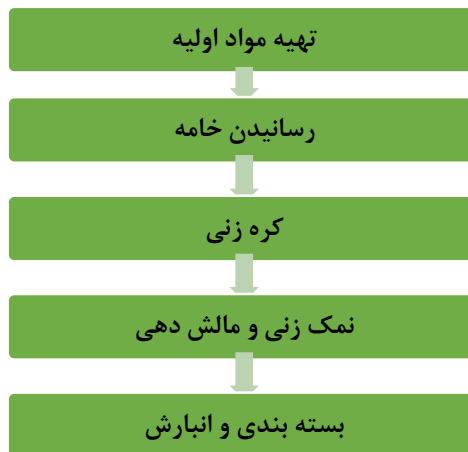 تهیه مواد اولیه
رسانیدن خامه
کره زنی
نمک زنی و مالش دهی
بسته بندی و انبارش